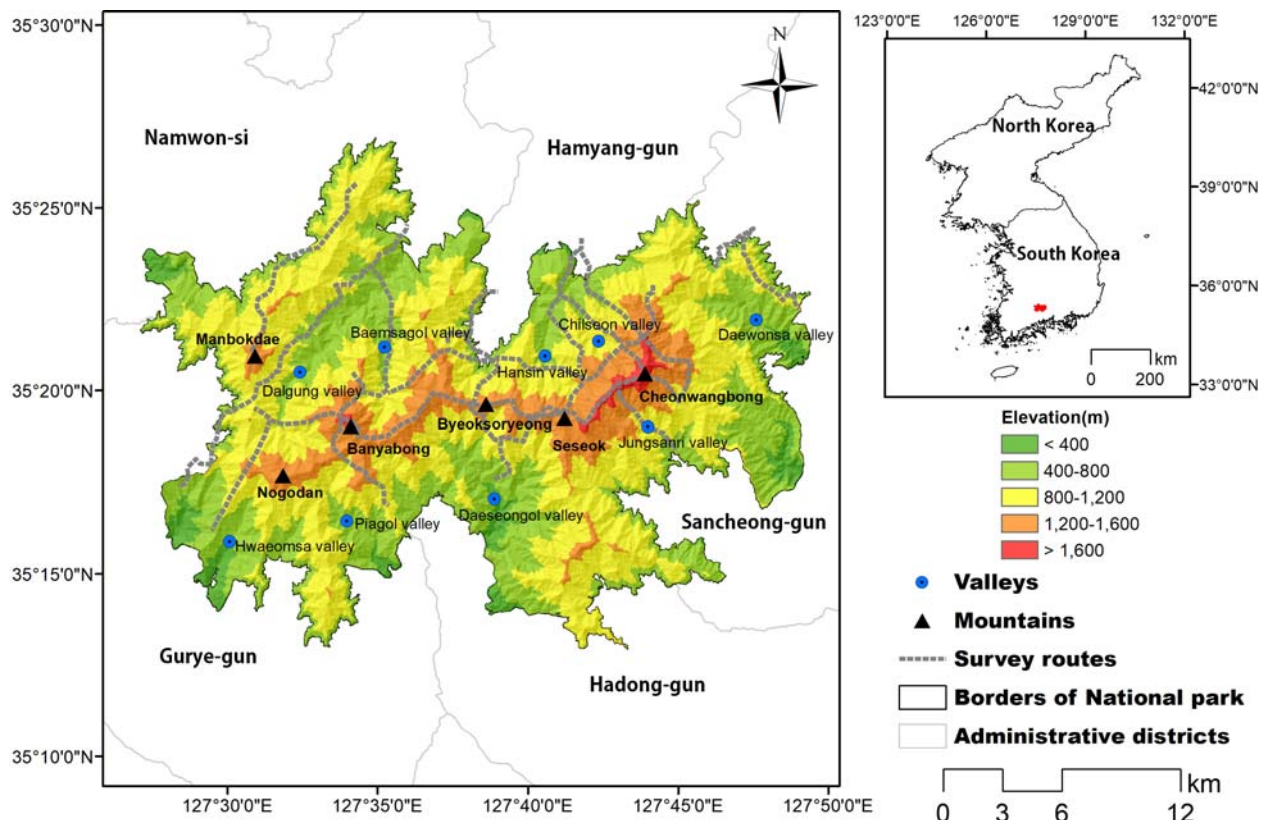 35°30'0"N
35°25'0"N
35°20'0"N
35°15'0"N
35°10'0"N
127°30'0"E
127°35'0"E
127°40'0"E
127°45'0"E
127°50'0"E
N
Namwon-si
Hamyang-gun
Manbokdae
Baemsagol valley
Chilseon valley
Daewonsa valley
Dalgung valley
Hansin valley
Cheonwangbong
Byeoksoryeong
Banyabong
Seseok
Jungsanri valley
Nogodan
Daeseongol valley
Sancheong-gun
Piagol valley
Hwaeomsa valley
Gurye-gun
Hadong-gun
123°0'0"E
126°0'0"E
129°0'0"E
132°0'0"E
42°0'0"N
39°0'0"N
36°0'0"N
33°0'0"N
North Korea
South Korea
km
0 200
Elevation(m)
< 400
400-800
800-1,200
1,200-1,600
> 1,600
Valleys
Mountains
Survey routes
Borders of National park
Administrative districts
km
0 3 6 12